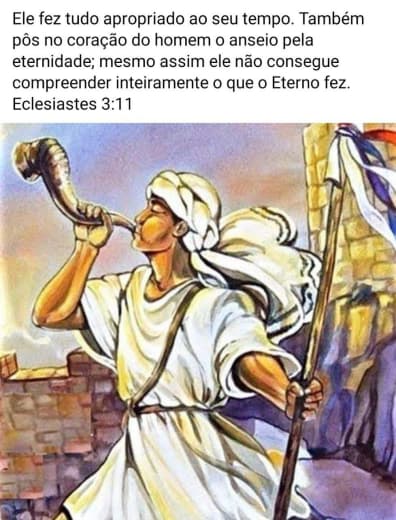 Ele fez tudo apropriado ao seu tempo. Também
pôs no coração do homem o anseio pela
eternidade; mesmo assim ele não consegue
compreender inteiramente o que o Eterno fez.
Eclesiastes 3:11